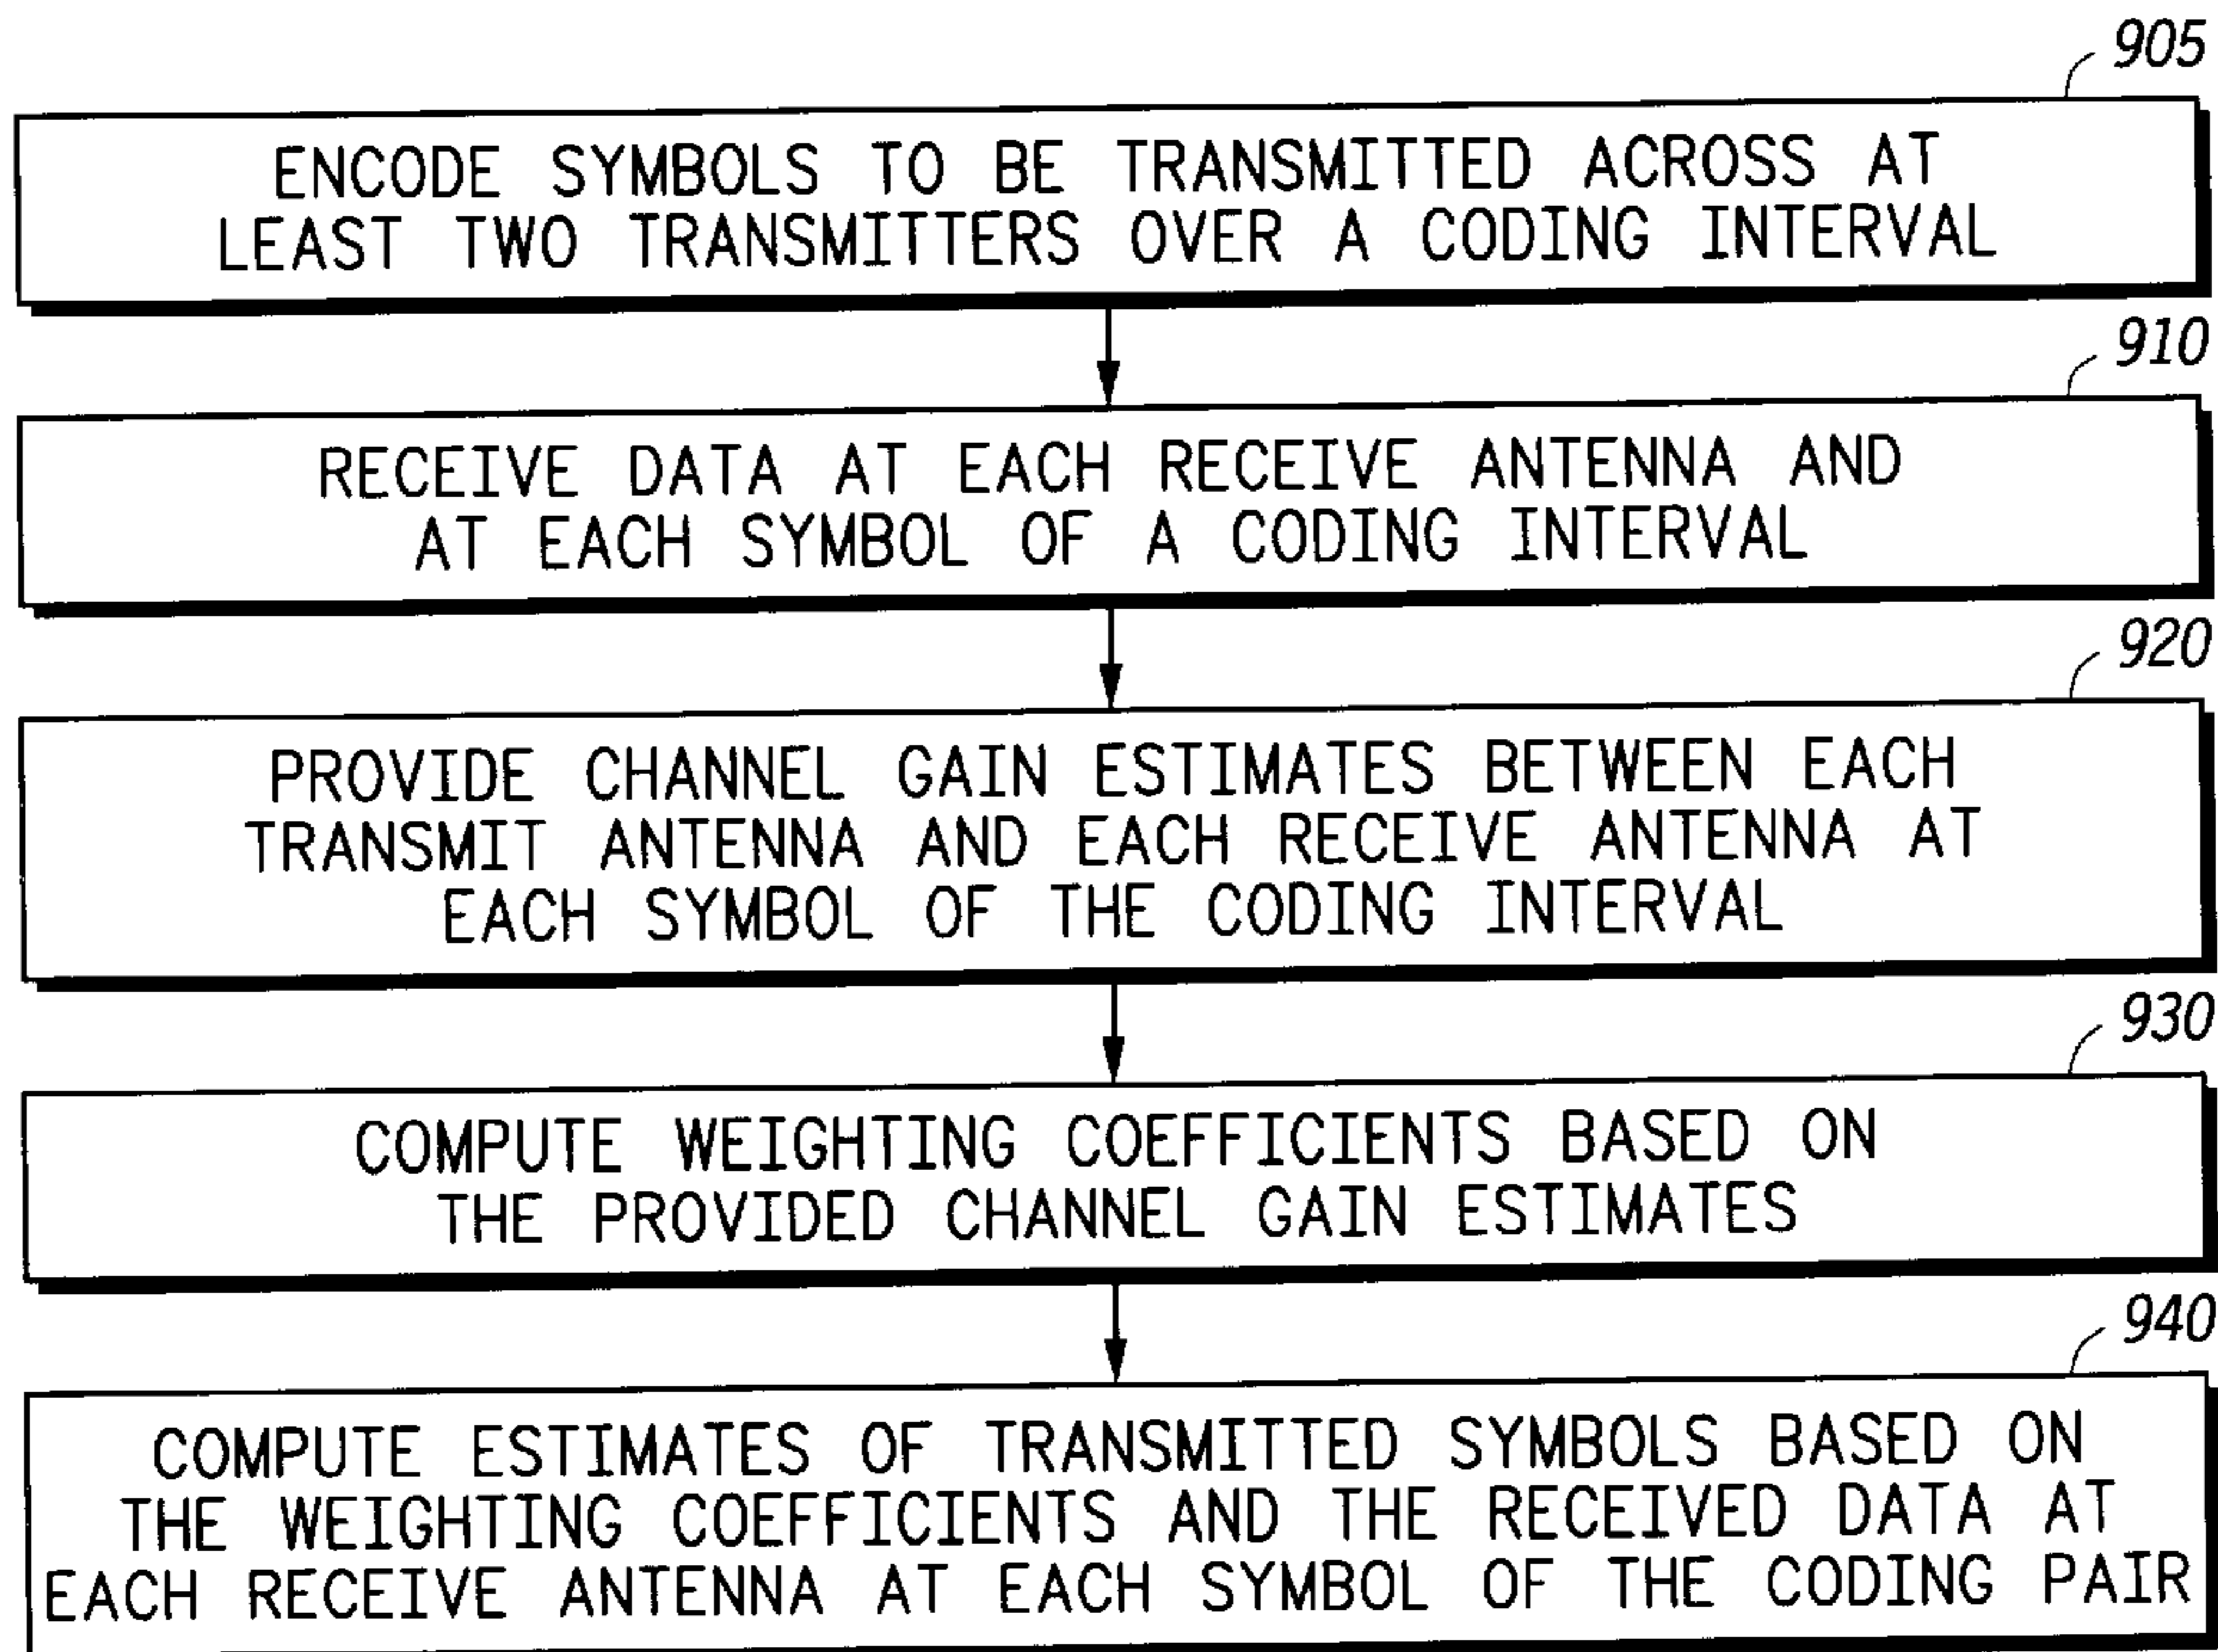 905
ENCODE SYMBOLS TO BE TRANSMITTED ACROSS AT
LEAST TWO TRANSMITTERS OVER A CODING INTERVAL
910
RECEIVE DATA AT EACH RECEIVE ANTENNA AND
AT EACH SYMBOL OF A CODING INTERVAL
920
PROVIDE CHANNEL GAIN ESTIMATES BETWEEN EACH
TRANSMIT ANTENNA AND EACH RECEIVE ANTENNA AT
EACH SYMBOL OF THE CODING INTERVAL
930
COMPUTE WEIGHTING COEFFICIENTS BASED ON
THE PROVIDED CHANNEL GAIN ESTIMATES
940
COMPUTE ESTIMATES OF TRANSMITTED SYMBOLS BASED ON
THE WEIGHTING COEFFICIENTS AND THE RECEIVED DATA AT
EACH RECEIVE ANTENNA AT EACH SYMBOL OF THE CODING PAIR